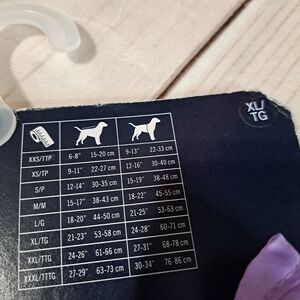 XL/
TG
XXS/TTP 6-8" 15-20 cm 9-13" 22-33 cm
XS/TP 9-11" 22-27 cm 12-16" 30-40 cm
S/P 12-14" 30-35 cm 15-19" 38-48 cm
M/M 15-17" 38-43 cm 18-22" 45-55 cm
L/G 18-20" 44-50 cm 21-25" 53-63 cm
XL/TG 21-23" 53-58 cm 24-28" 60-71 cm
XXL/TTG 24-26" 61-66 cm 27-31" 68-78 cm
XXXL/TTTG 27-29" 63-73 cm 30-34" 76-86 cm